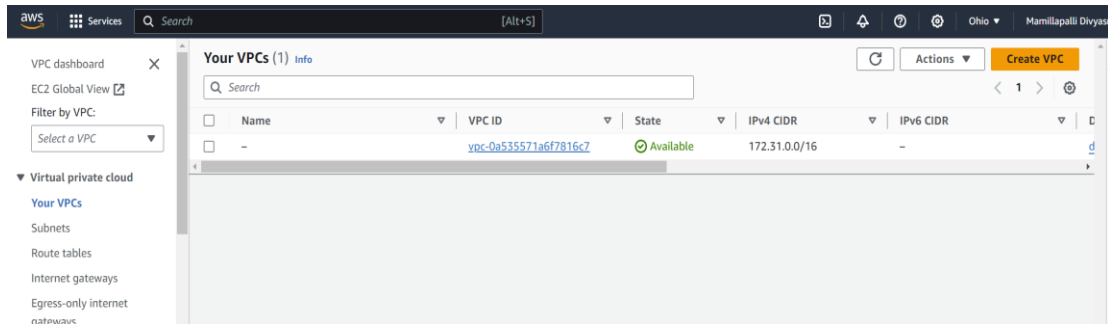 aws Services Search [Alt+S] Ohio Mamillapalli Divyas
VPC dashboard
EC2 Global View
Filter by VPC:
Select a VPC
Virtual private cloud
Your VPCs
Subnets
Route tables
Internet gateways
Egress-only internet
gateways
Your VPCs (1) Info Actions Create VPC
Search 1
Name VPC ID State IPv4 CIDR IPv6 CIDR D
– vpc-0a535571a6f7816c7 Available 172.31.0.0/16 – d